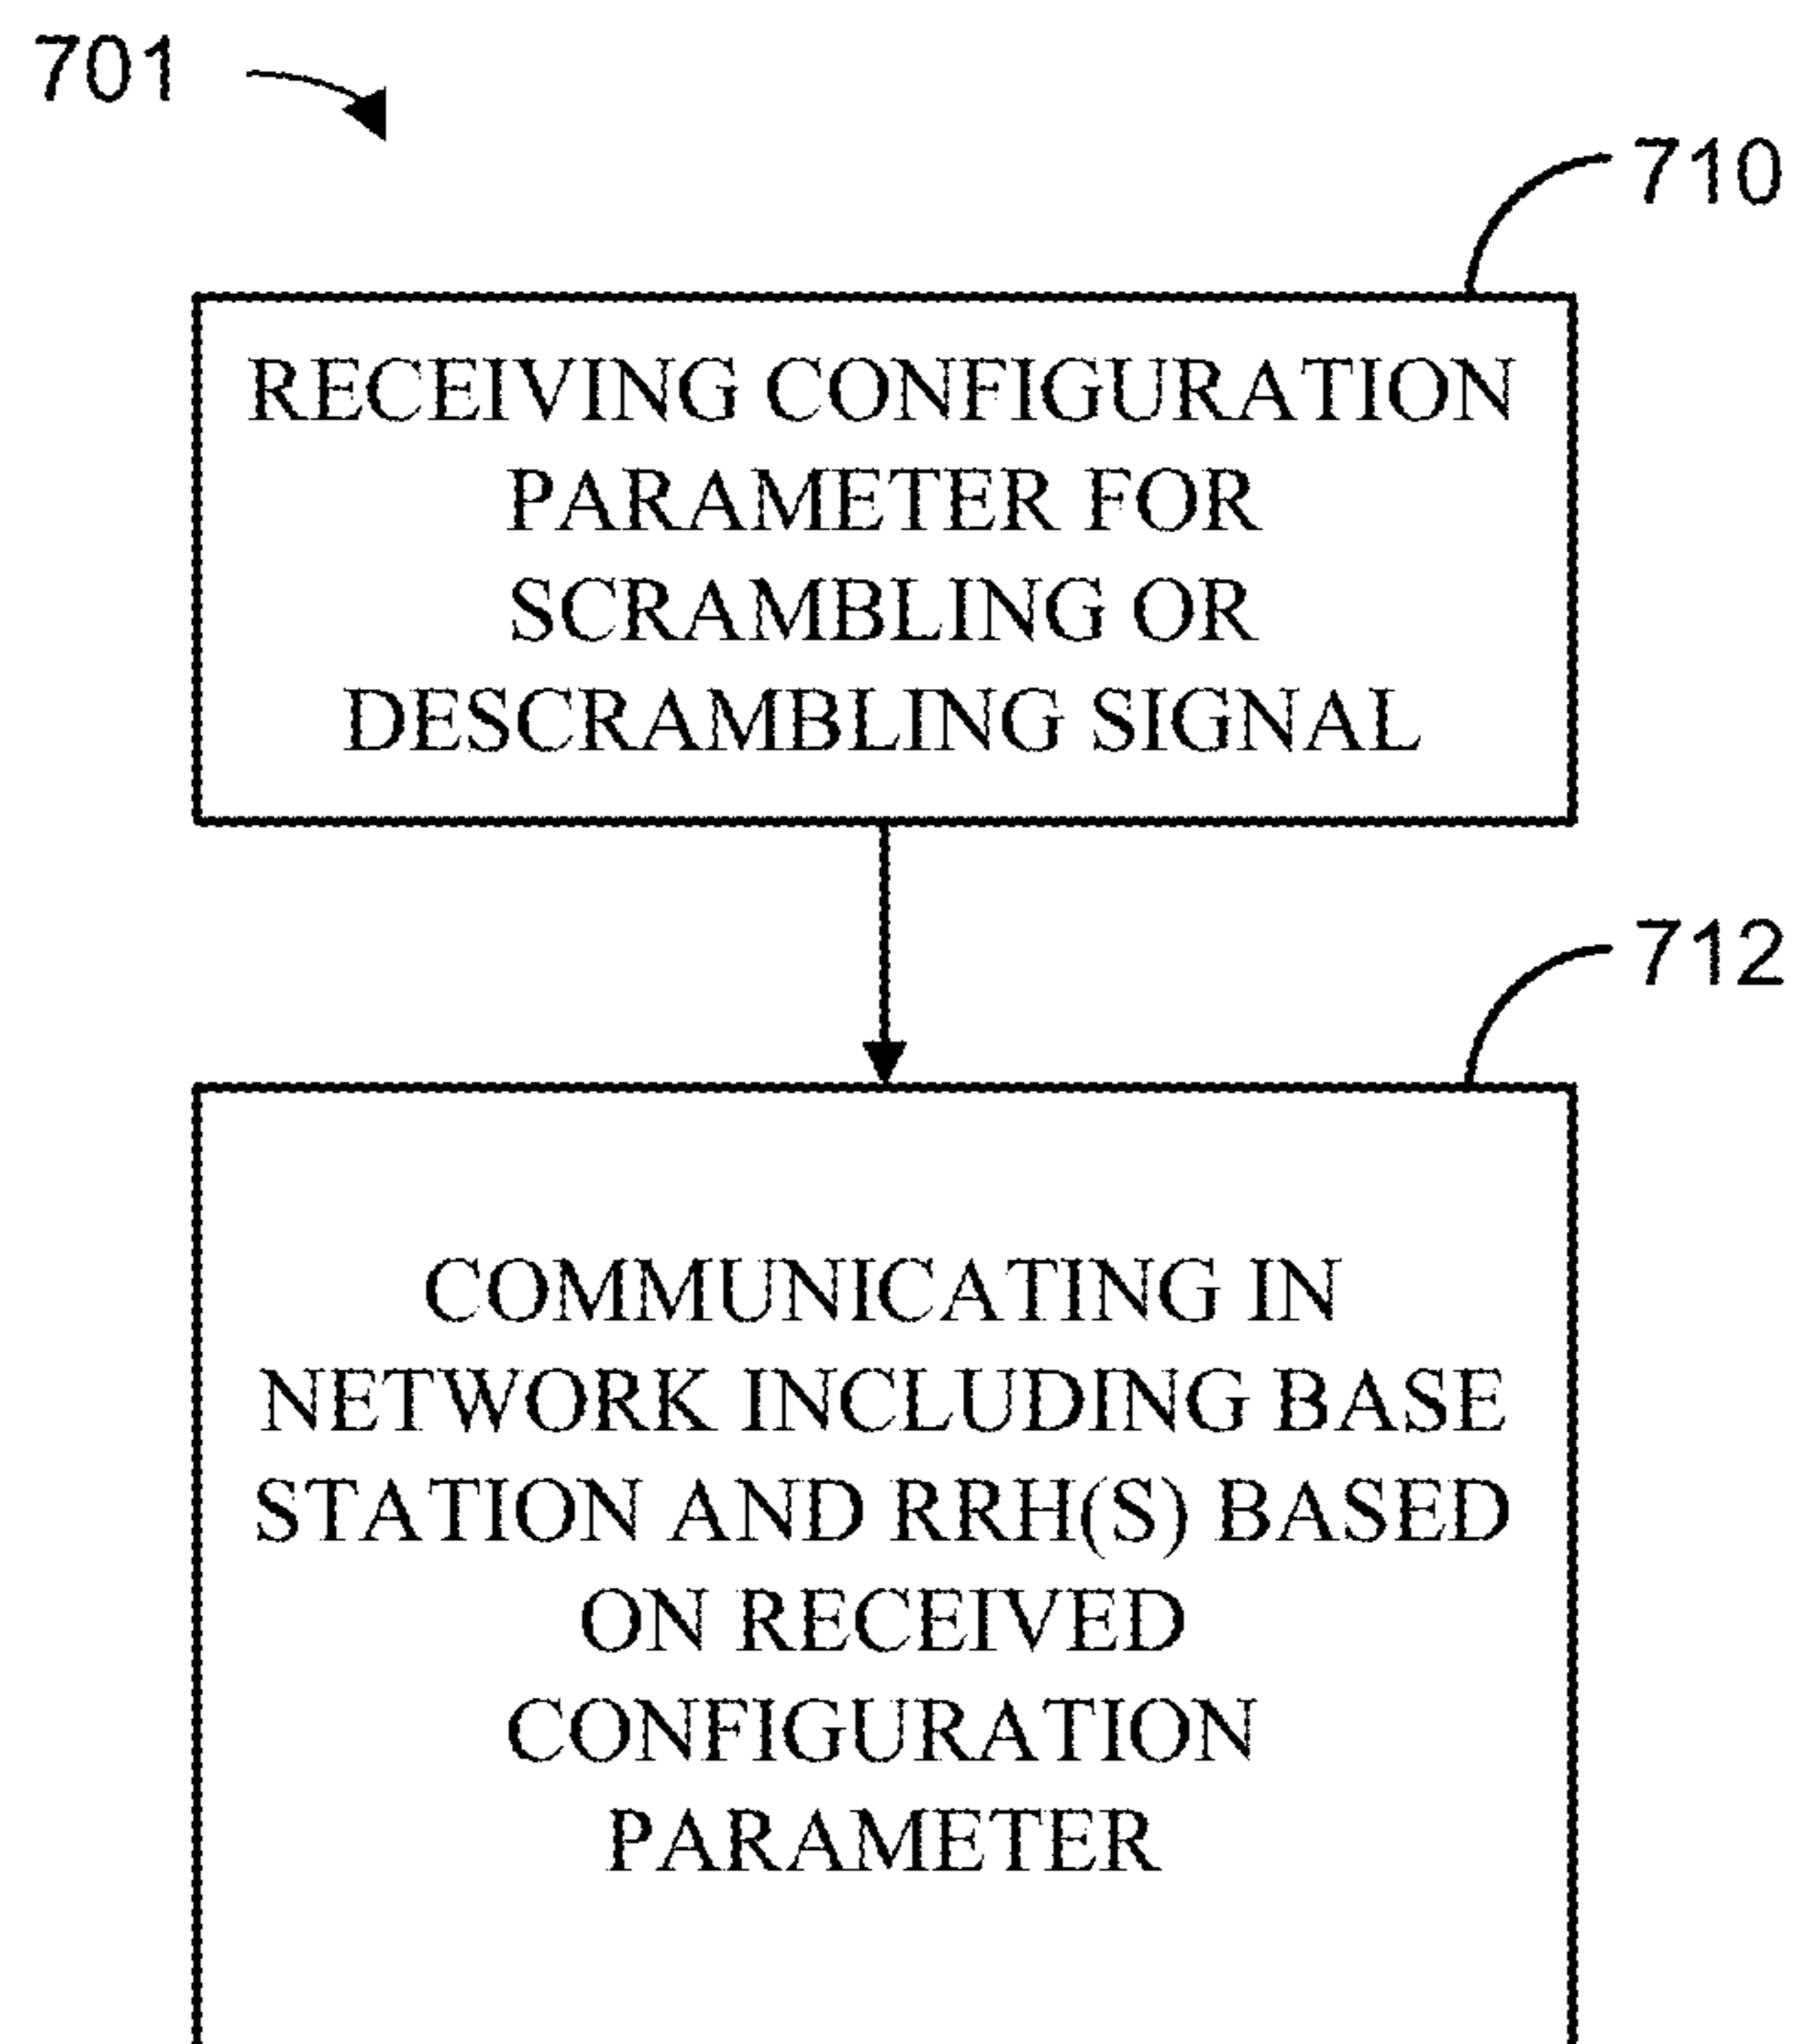 701
710
RECEIVING CONFIGURATION
PARAMETER FOR
SCRAMBLING OR
DESCRAMBLING SIGNAL
712
COMMUNICATING IN
NETWORK INCLUDING BASE
STATION AND RRH(S) BASED
ON RECEIVED
CONFIGURATION
PARAMETER